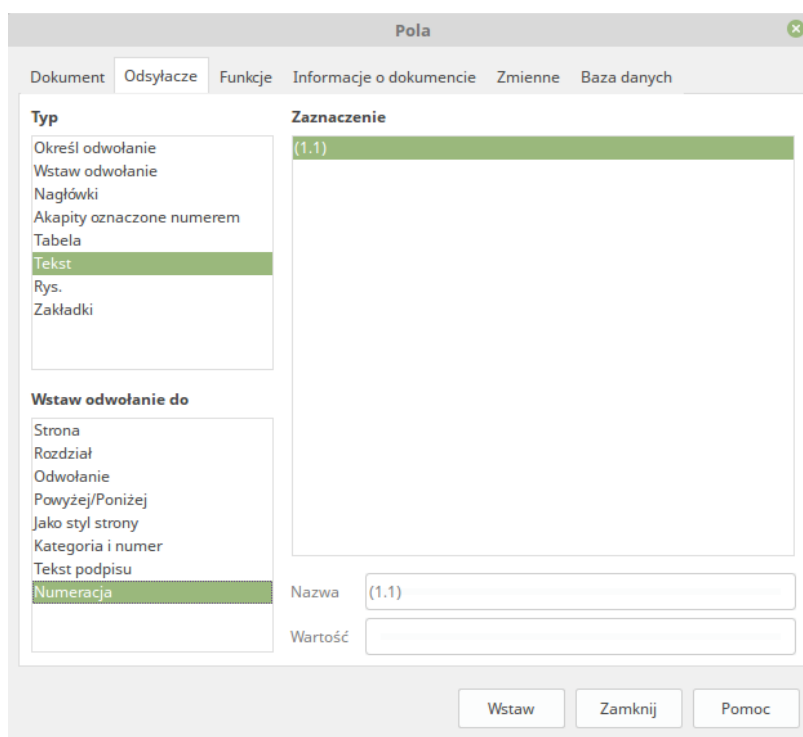 Pola
Dokument Odsyłacze Funkcje Informacje o dokumencie Zmienne Baza danych
Typ
Określ odwołanie
Wstaw odwołanie
Nagłówki
Akapity oznaczone numerem
Tabela
Tekst
Rys.
Zakładki
Wstaw odwołanie do
Strona
Rozdział
Odwołanie
Powyżej/Poniżej
Jako styl strony
Kategoria i numer
Tekst podpisu
Numeracja
Zaznaczenie
(1.1)
Nazwa (1.1)
Wartość
Wstaw Zamknij Pomoc